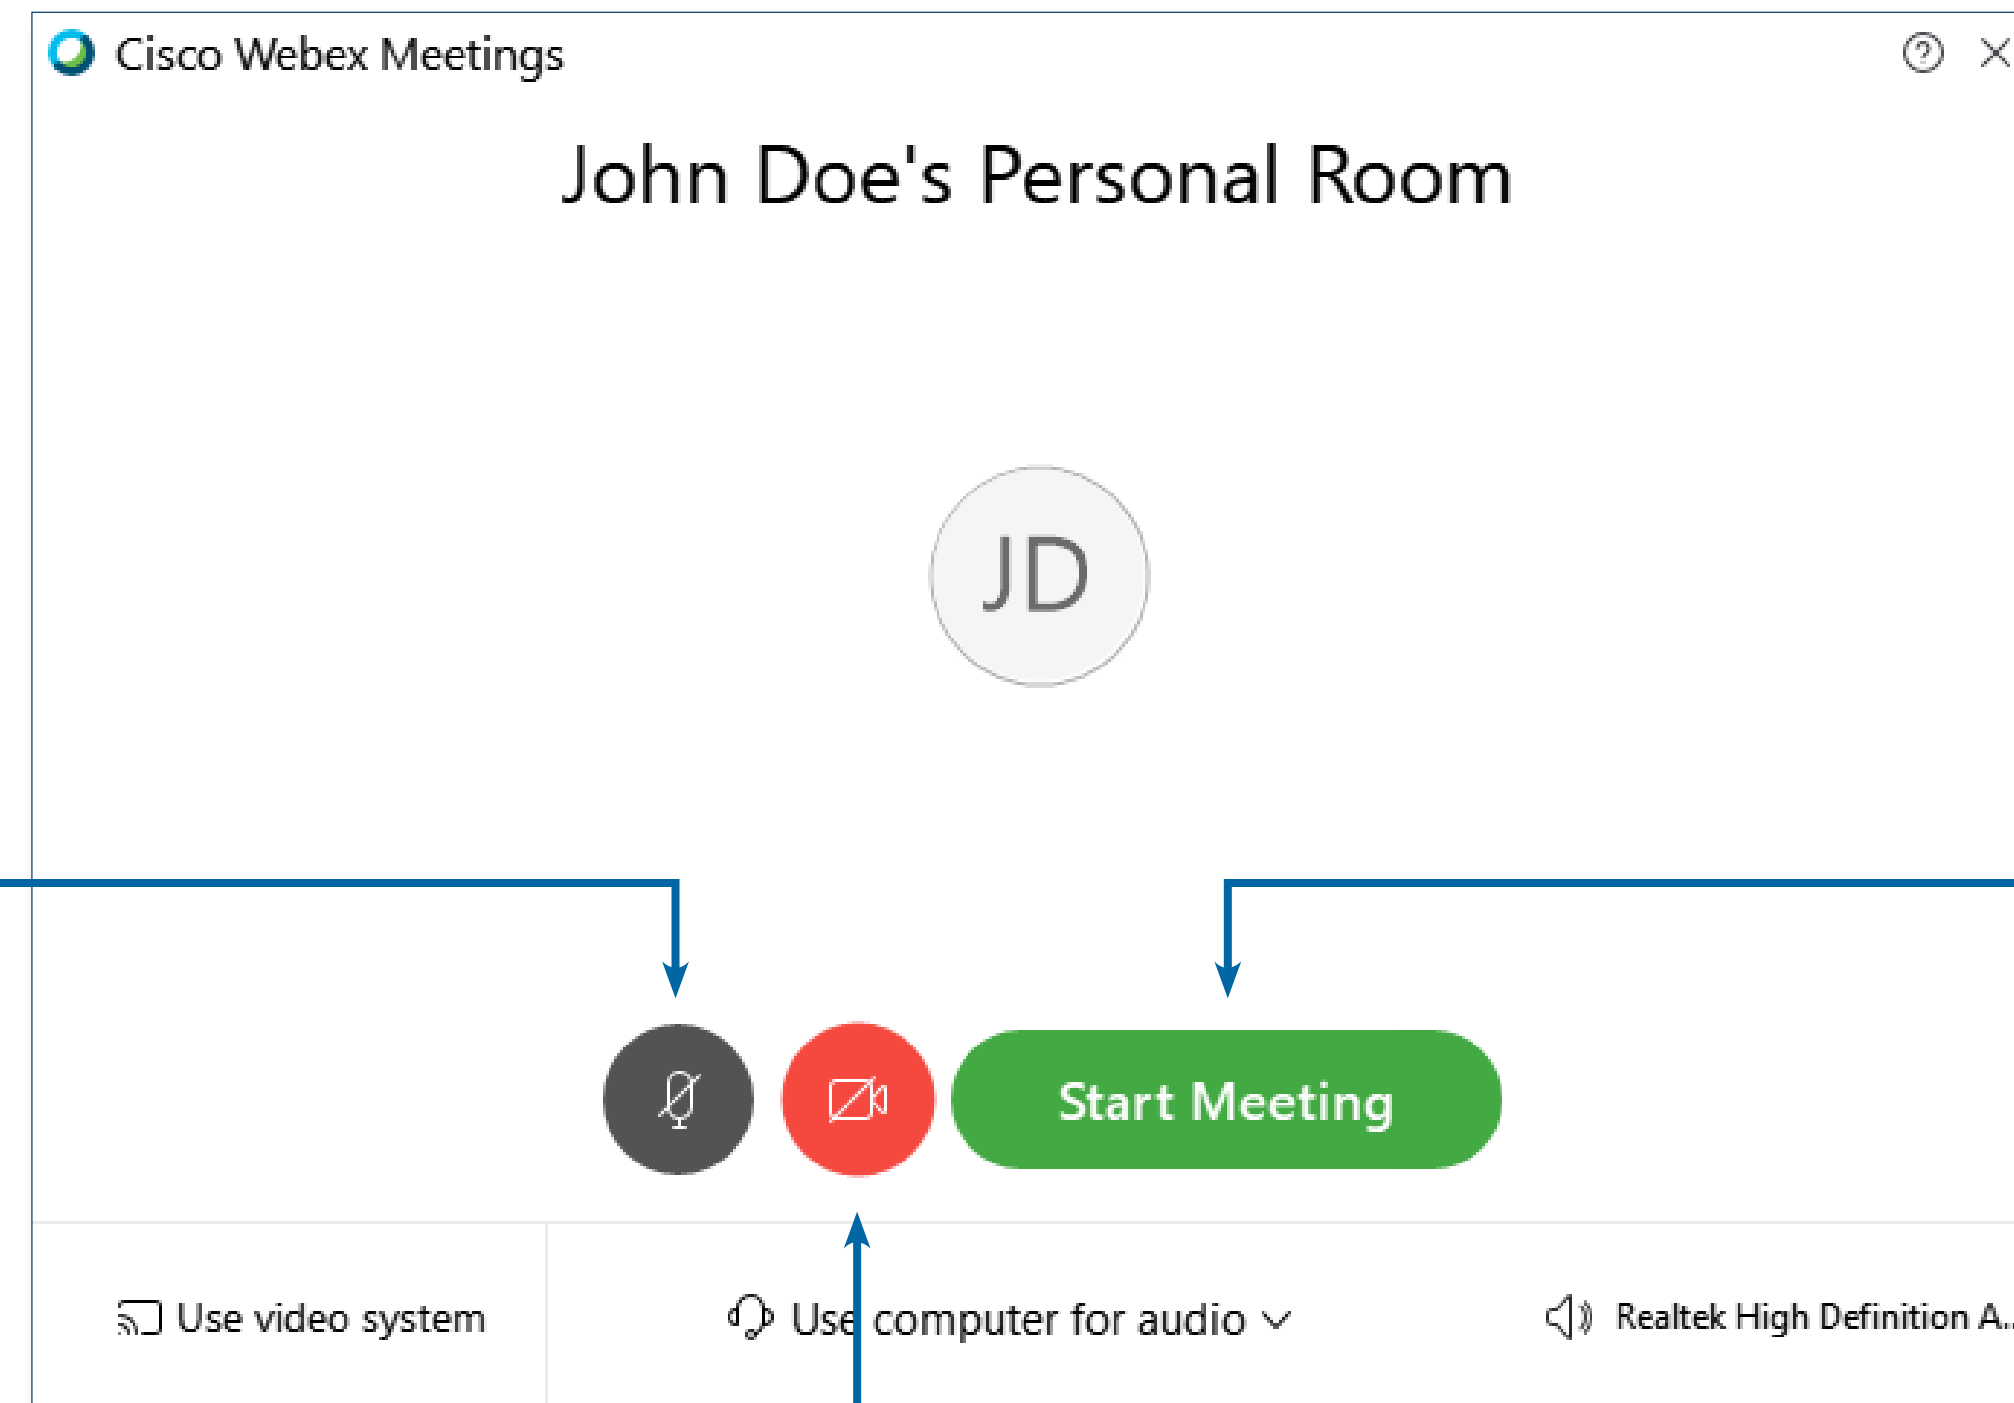 Cisco Webex Meetings
John Doe's Personal Room
JD
Start Meeting
Use video system
Use computer for audio
Realtek High Definition A..